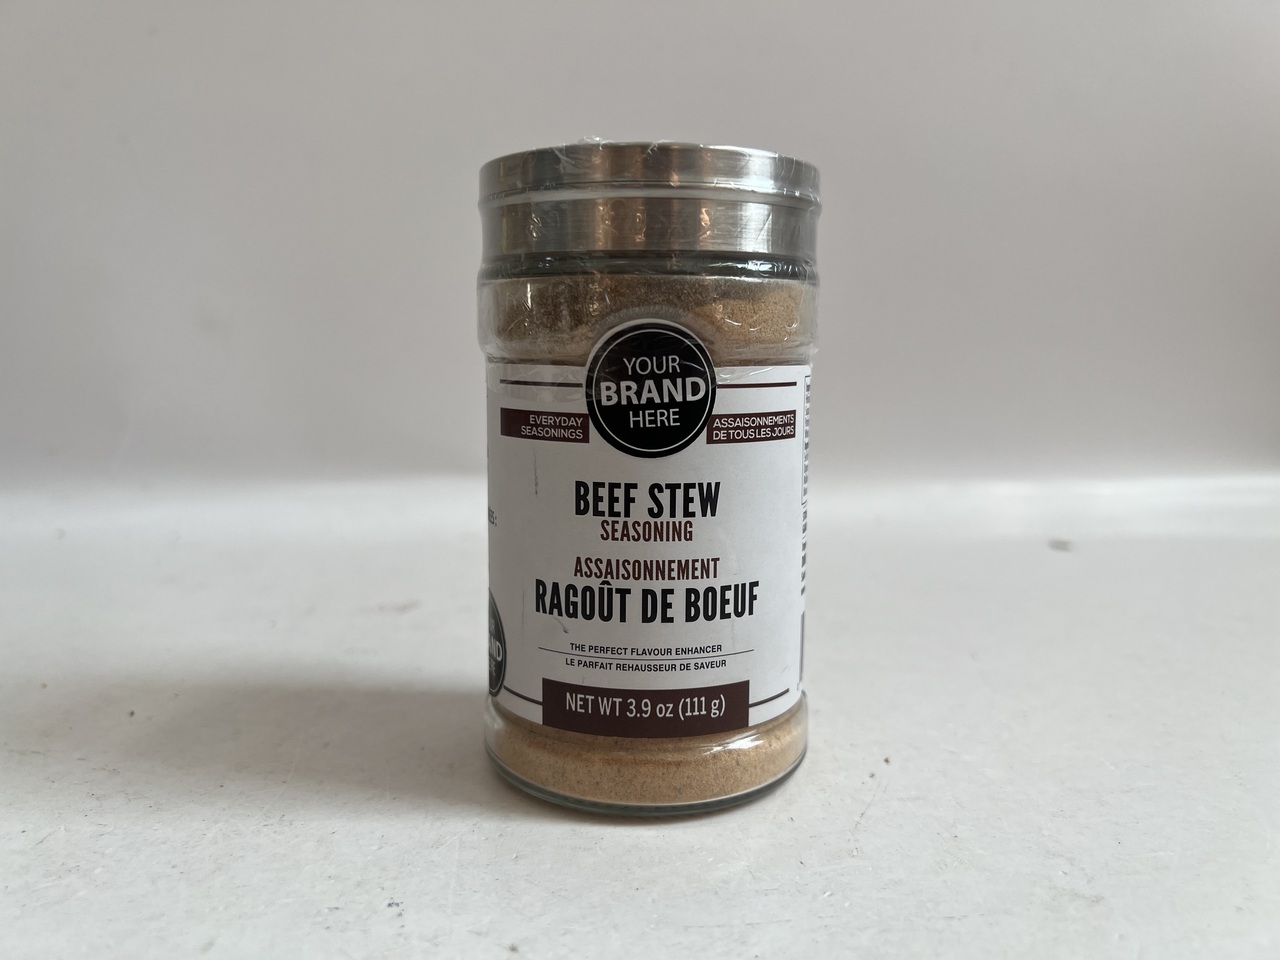 YOUR
BRAND
HERE
EVERYDAY
SEASONINGS
ASSAISONNEMENTS
DE TOUS LES JOURS
BEEF STEW
SEASONING
ASSAISONNEMENT
RAGOÛT DE BOEUF
THE PERFECT FLAVOUR ENHANCER
LE PARFAIT REHAUSSEUR DE SAVEUR
NET WT 3.9 oz (111 g)